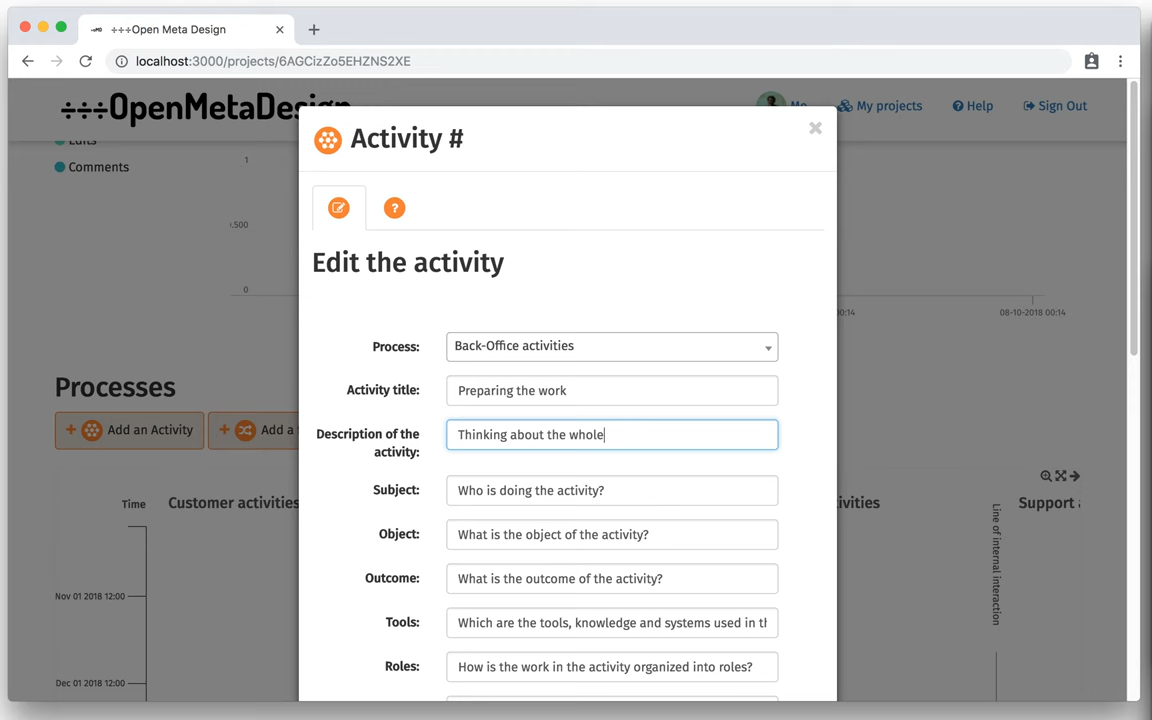 +++Open Meta Design
localhost:3000/projects/6AGCizZo5EHZNS2XE
+++OpenMetaDesign
Me
My projects
? Help
Sign Out
Edits
Comments
1
0.500
0
00:14
08-10-2018 00:14
Activity #
?
Edit the activity
Process:
Back-Office activities
Activity title:
Preparing the work
Description of the
activity:
Thinking about the whole
Subject:
Who is doing the activity?
Object:
What is the object of the activity?
Outcome:
What is the outcome of the activity?
Tools:
Which are the tools, knowledge and systems used in th
Roles:
How is the work in the activity organized into roles?
Processes
+ Add an Activity
+ Add a
Time
Customer activities
ivities
Support a
Line of internal interaction
Nov 01 2018 12:00
Dec 01 2018 12:00